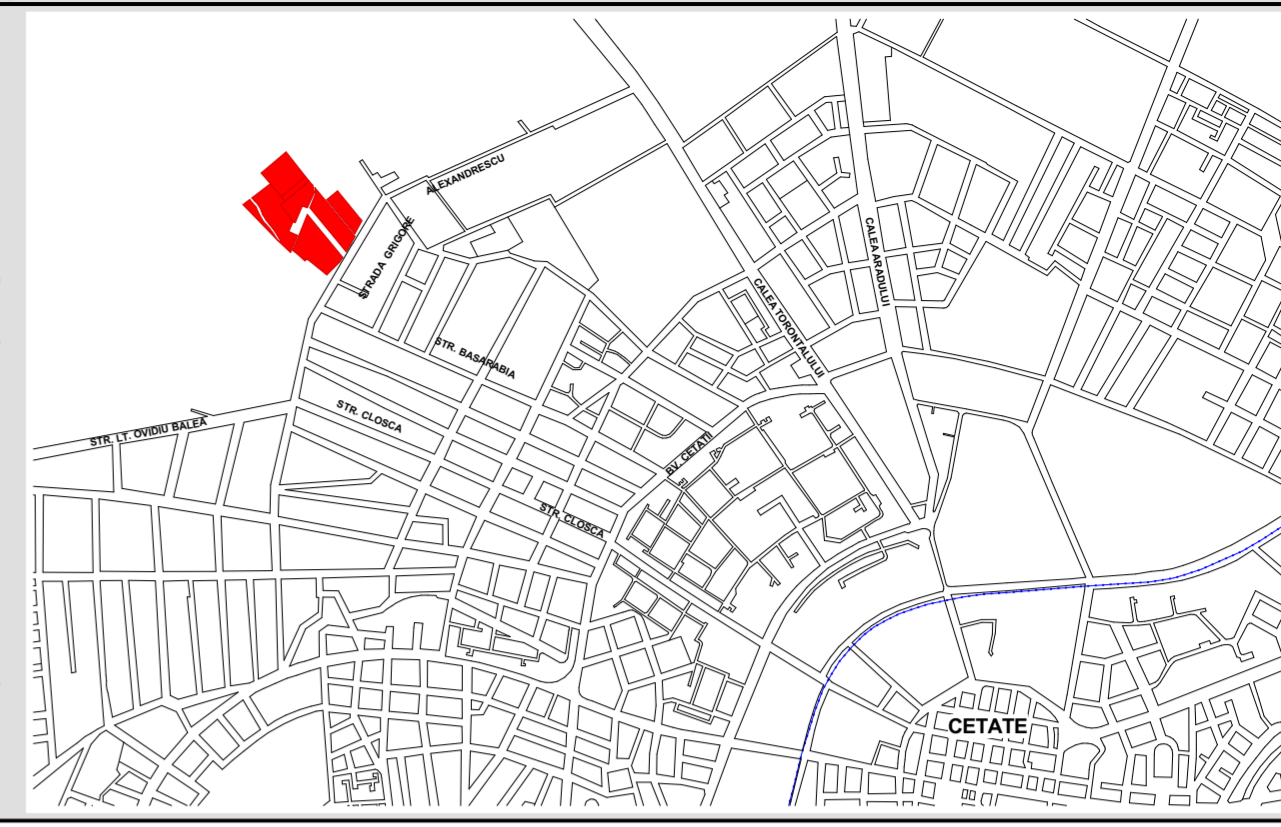 ALEXANDRESCU
STRADA GRIGORE
CALEA ARADULUI
CALEA TORONTALULUI
STR. BASARABIA
STR. CLOSCA
STR. LT. OVIDIU BALEA
BV. CETATII
STR. CLOSCA
CETATE